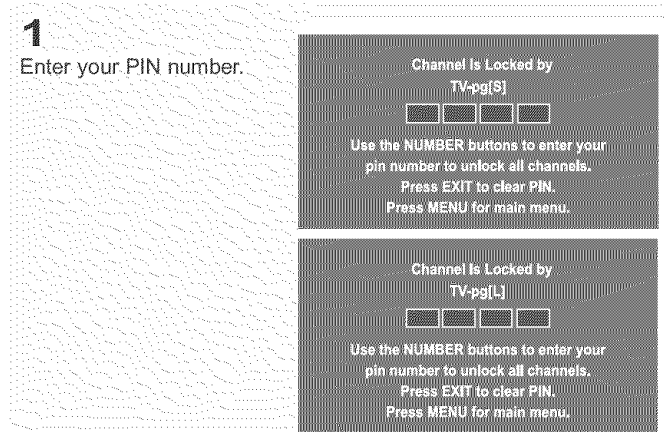 1
Enter your PIN number.
Channel Is Locked by
TV-pg[S]
Use the NUMBER buttons to enter your
pin number to unlock all channels.
Press EXIT to clear PIN.
Press MENU for main menu.
Channel Is Locked by
TV-pg[L]
Use the NUMBER buttons to enter your
pin number to unlock all channels.
Press EXIT to clear PIN.
Press MENU for main menu.